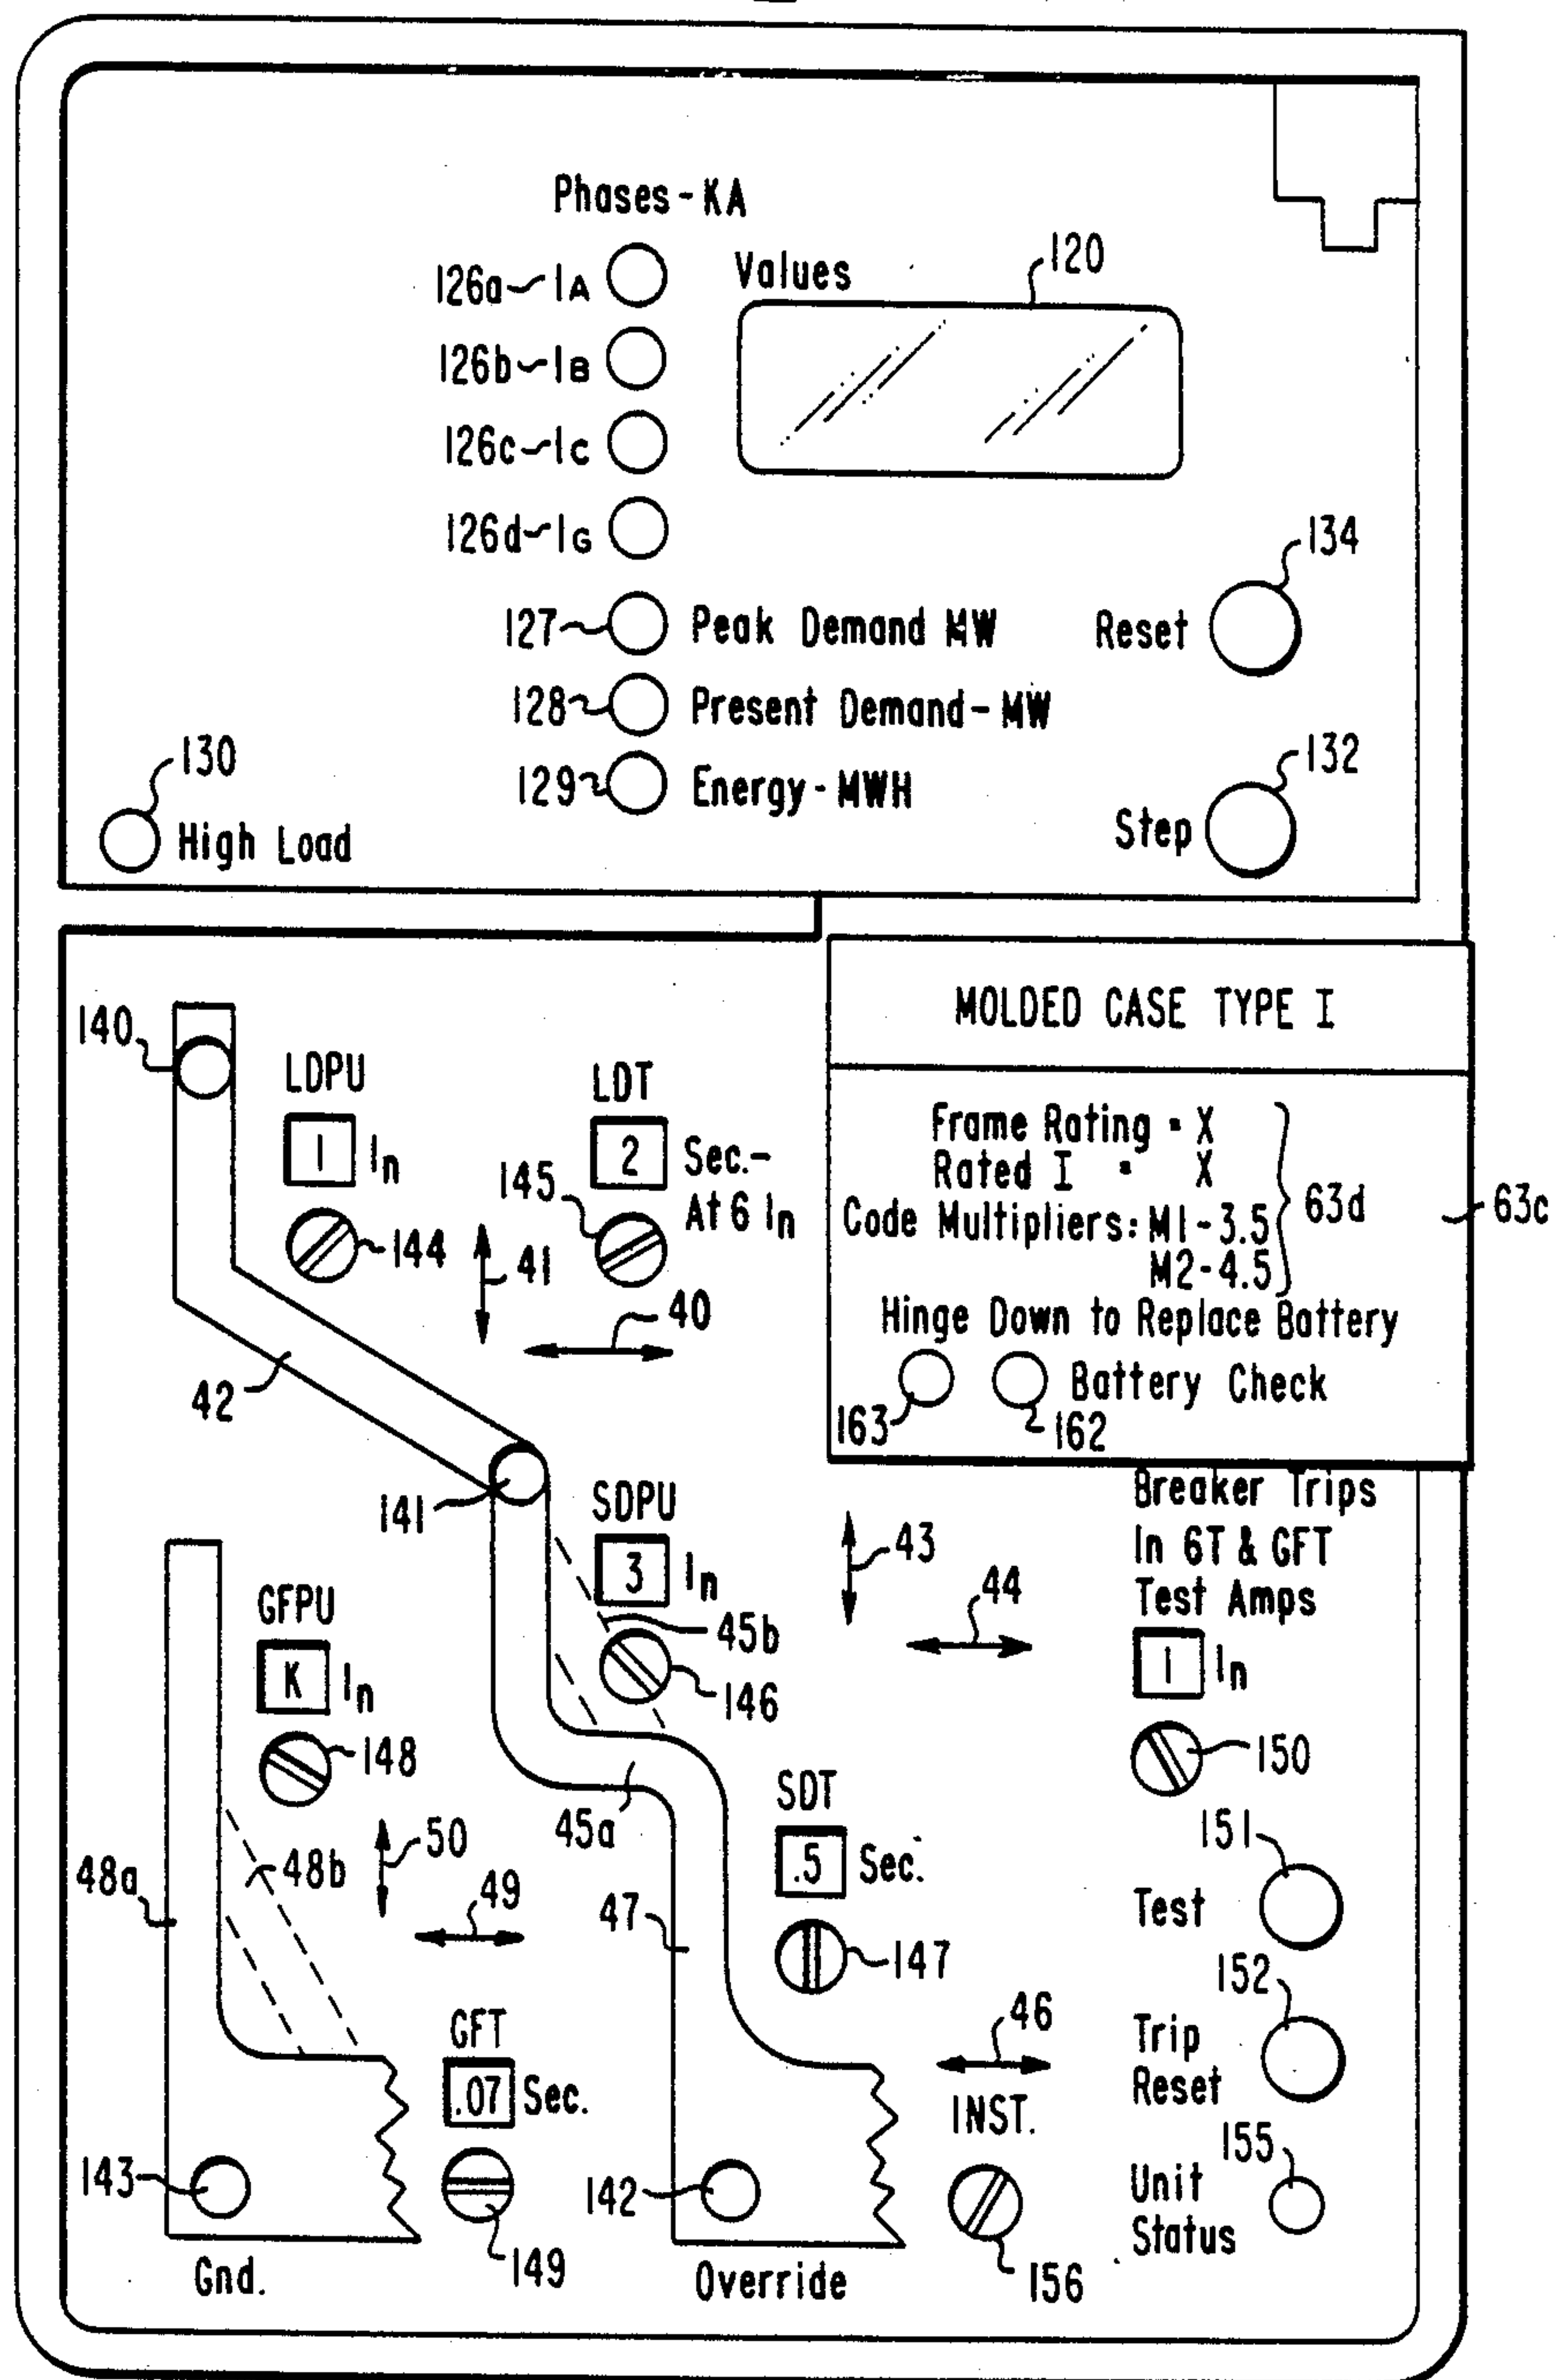 Phases-KA
126a IA
Values
120
126b IB
126c IC
126d IG
134
127 Peak Demand MW
Reset
128 Present Demand-MW
130
132
129 Energy-MWH
High Load
Step
MOLDED CASE TYPE I
140
LDPU
LDT
1 In
2 Sec.-
At 6 In
145
144
41
40
Frame Rating = X
Rated I = X
Code Multipliers: M1-3.5
M2-4.5
63d
63c
Hinge Down to Replace Battery
Battery Check
163
162
42
141
SDPU
3 In
43
44
45b
146
Breaker Trips
In 6T & GFT
Test Amps
1 In
150
GFPU
K In
148
45a
SDT
.5 Sec.
151
Test
50
48b
48a
49
47
147
152
Trip
Reset
GFT
.07 Sec.
46
INST.
155
Unit
Status
143
142
149
156
Gnd.
Override